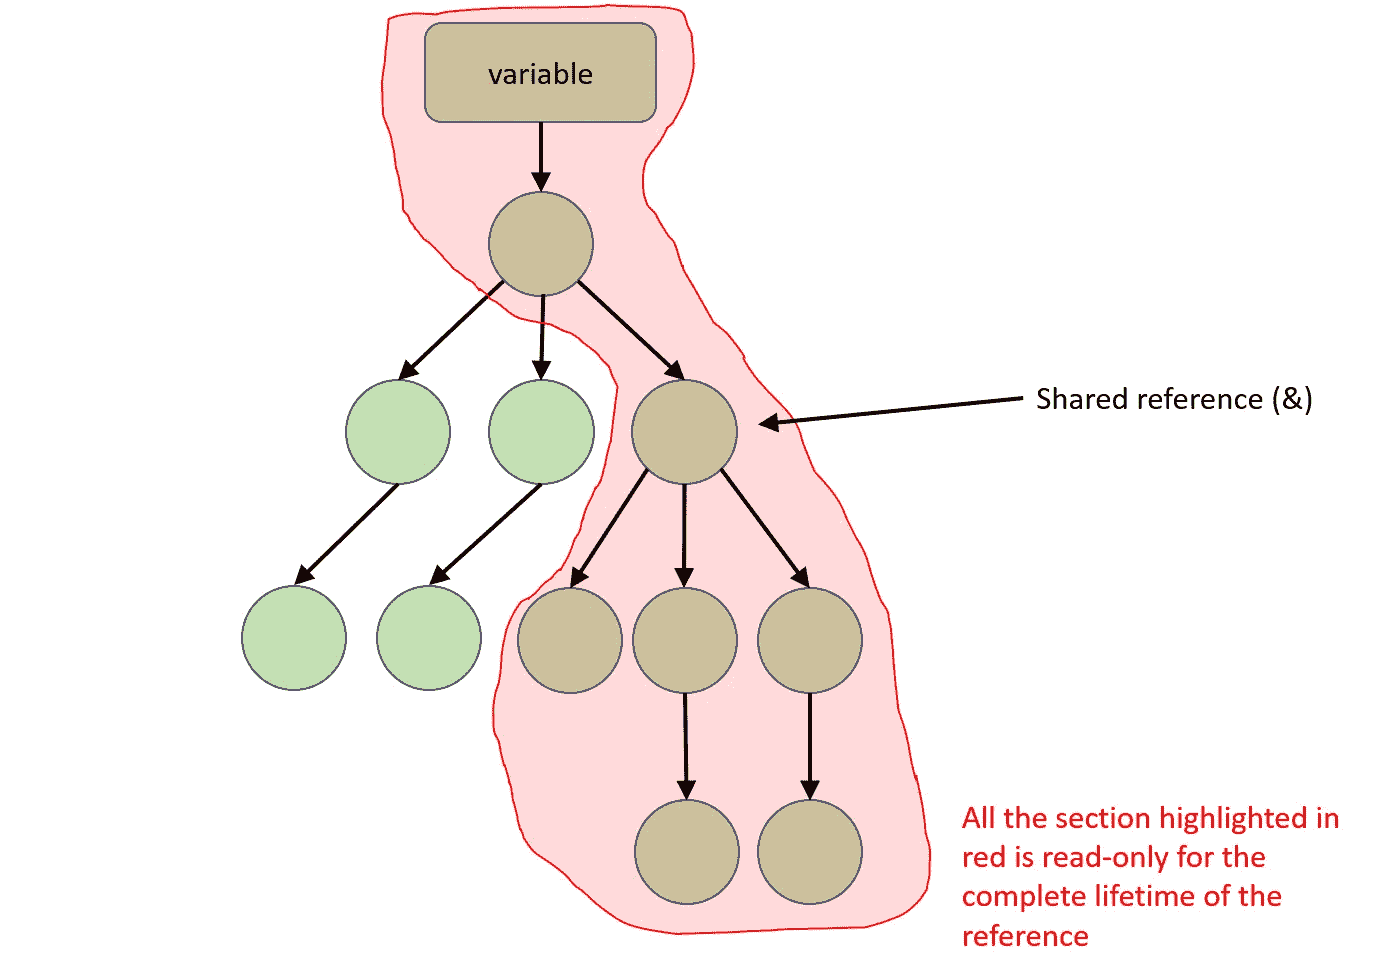 variable
Shared reference (&)
All the section highlighted in
red is read-only for the
complete lifetime of the
reference